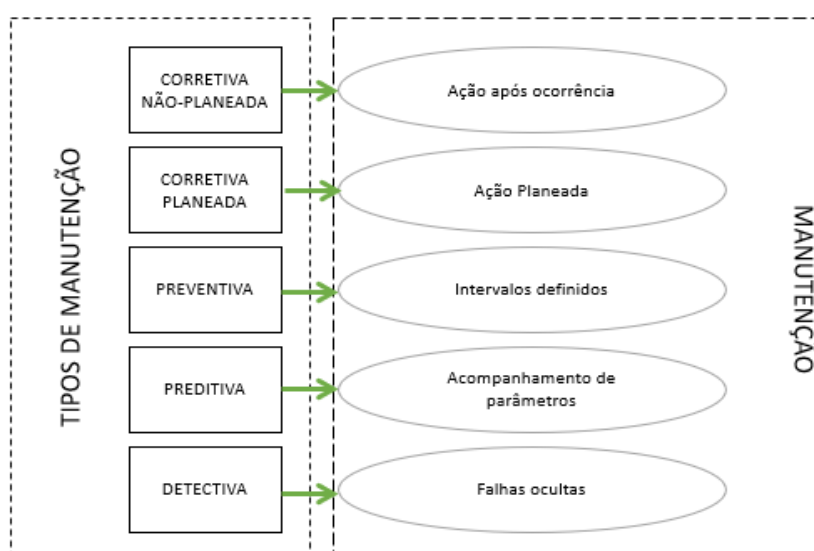 TIPOS DE MANUTENÇÃO
CORRETIVA
NÃO-PLANEADA
Ação após ocorrência
CORRETIVA
PLANEADA
Ação Planeada
PREVENTIVA
Intervalos definidos
PREDITIVA
Acompanhamento de
parâmetros
DETECTIVA
Falhas ocultas
MANUTENÇAO